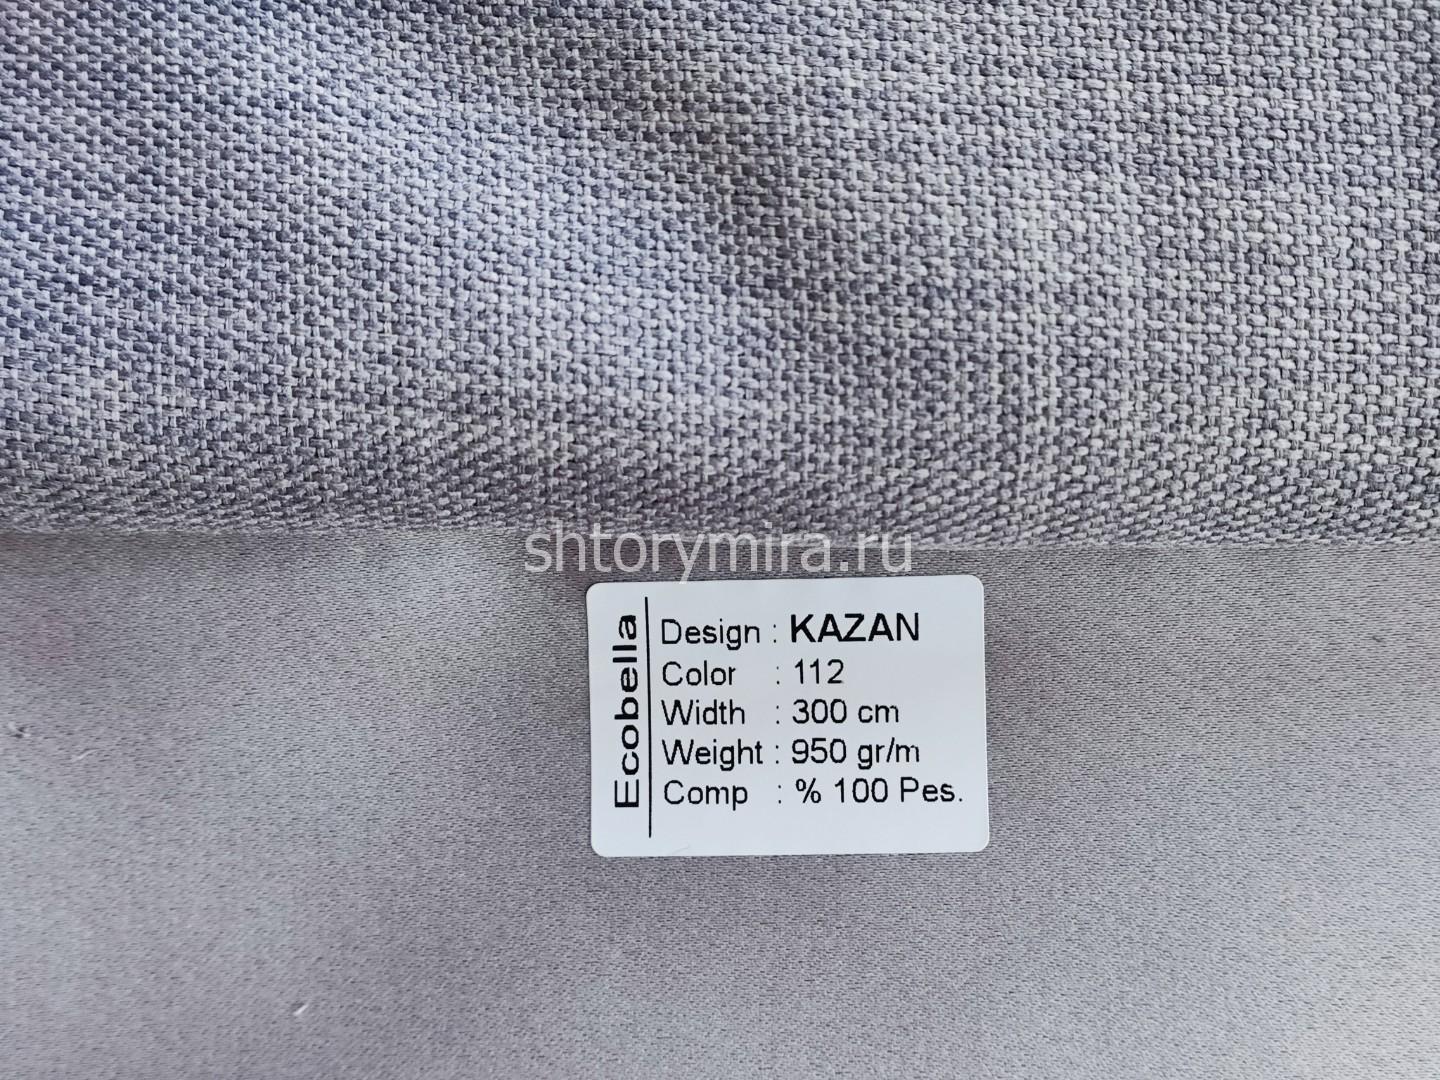 shtorymira.ru
Ecobella
Design : KAZAN
Color : 112
Width : 300 cm
Weight : 950 gr/m
Comp : % 100 Pes.